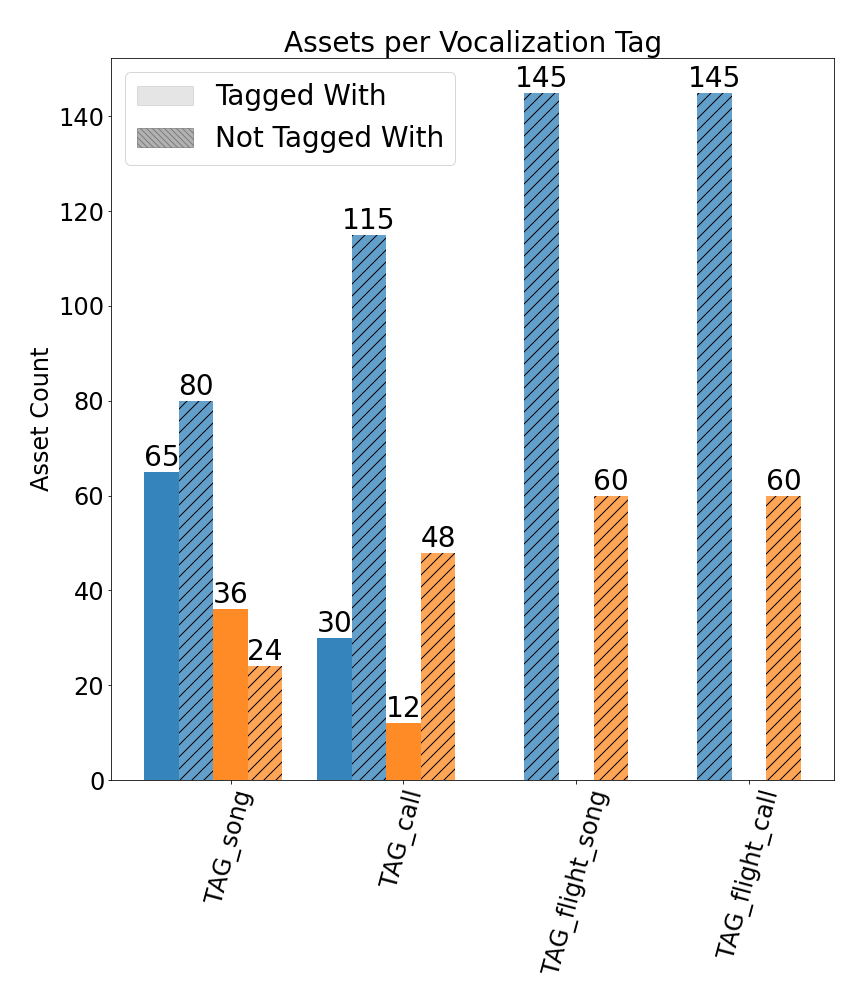 Assets per Vocalization Tag
Tagged With
Not Tagged With
Asset Count
140
120
100
80
60
40
20
0
65
80
36
24
30
115
12
48
145
60
145
60
TAG_song
TAG_call
TAG_flight_song
TAG_flight_call